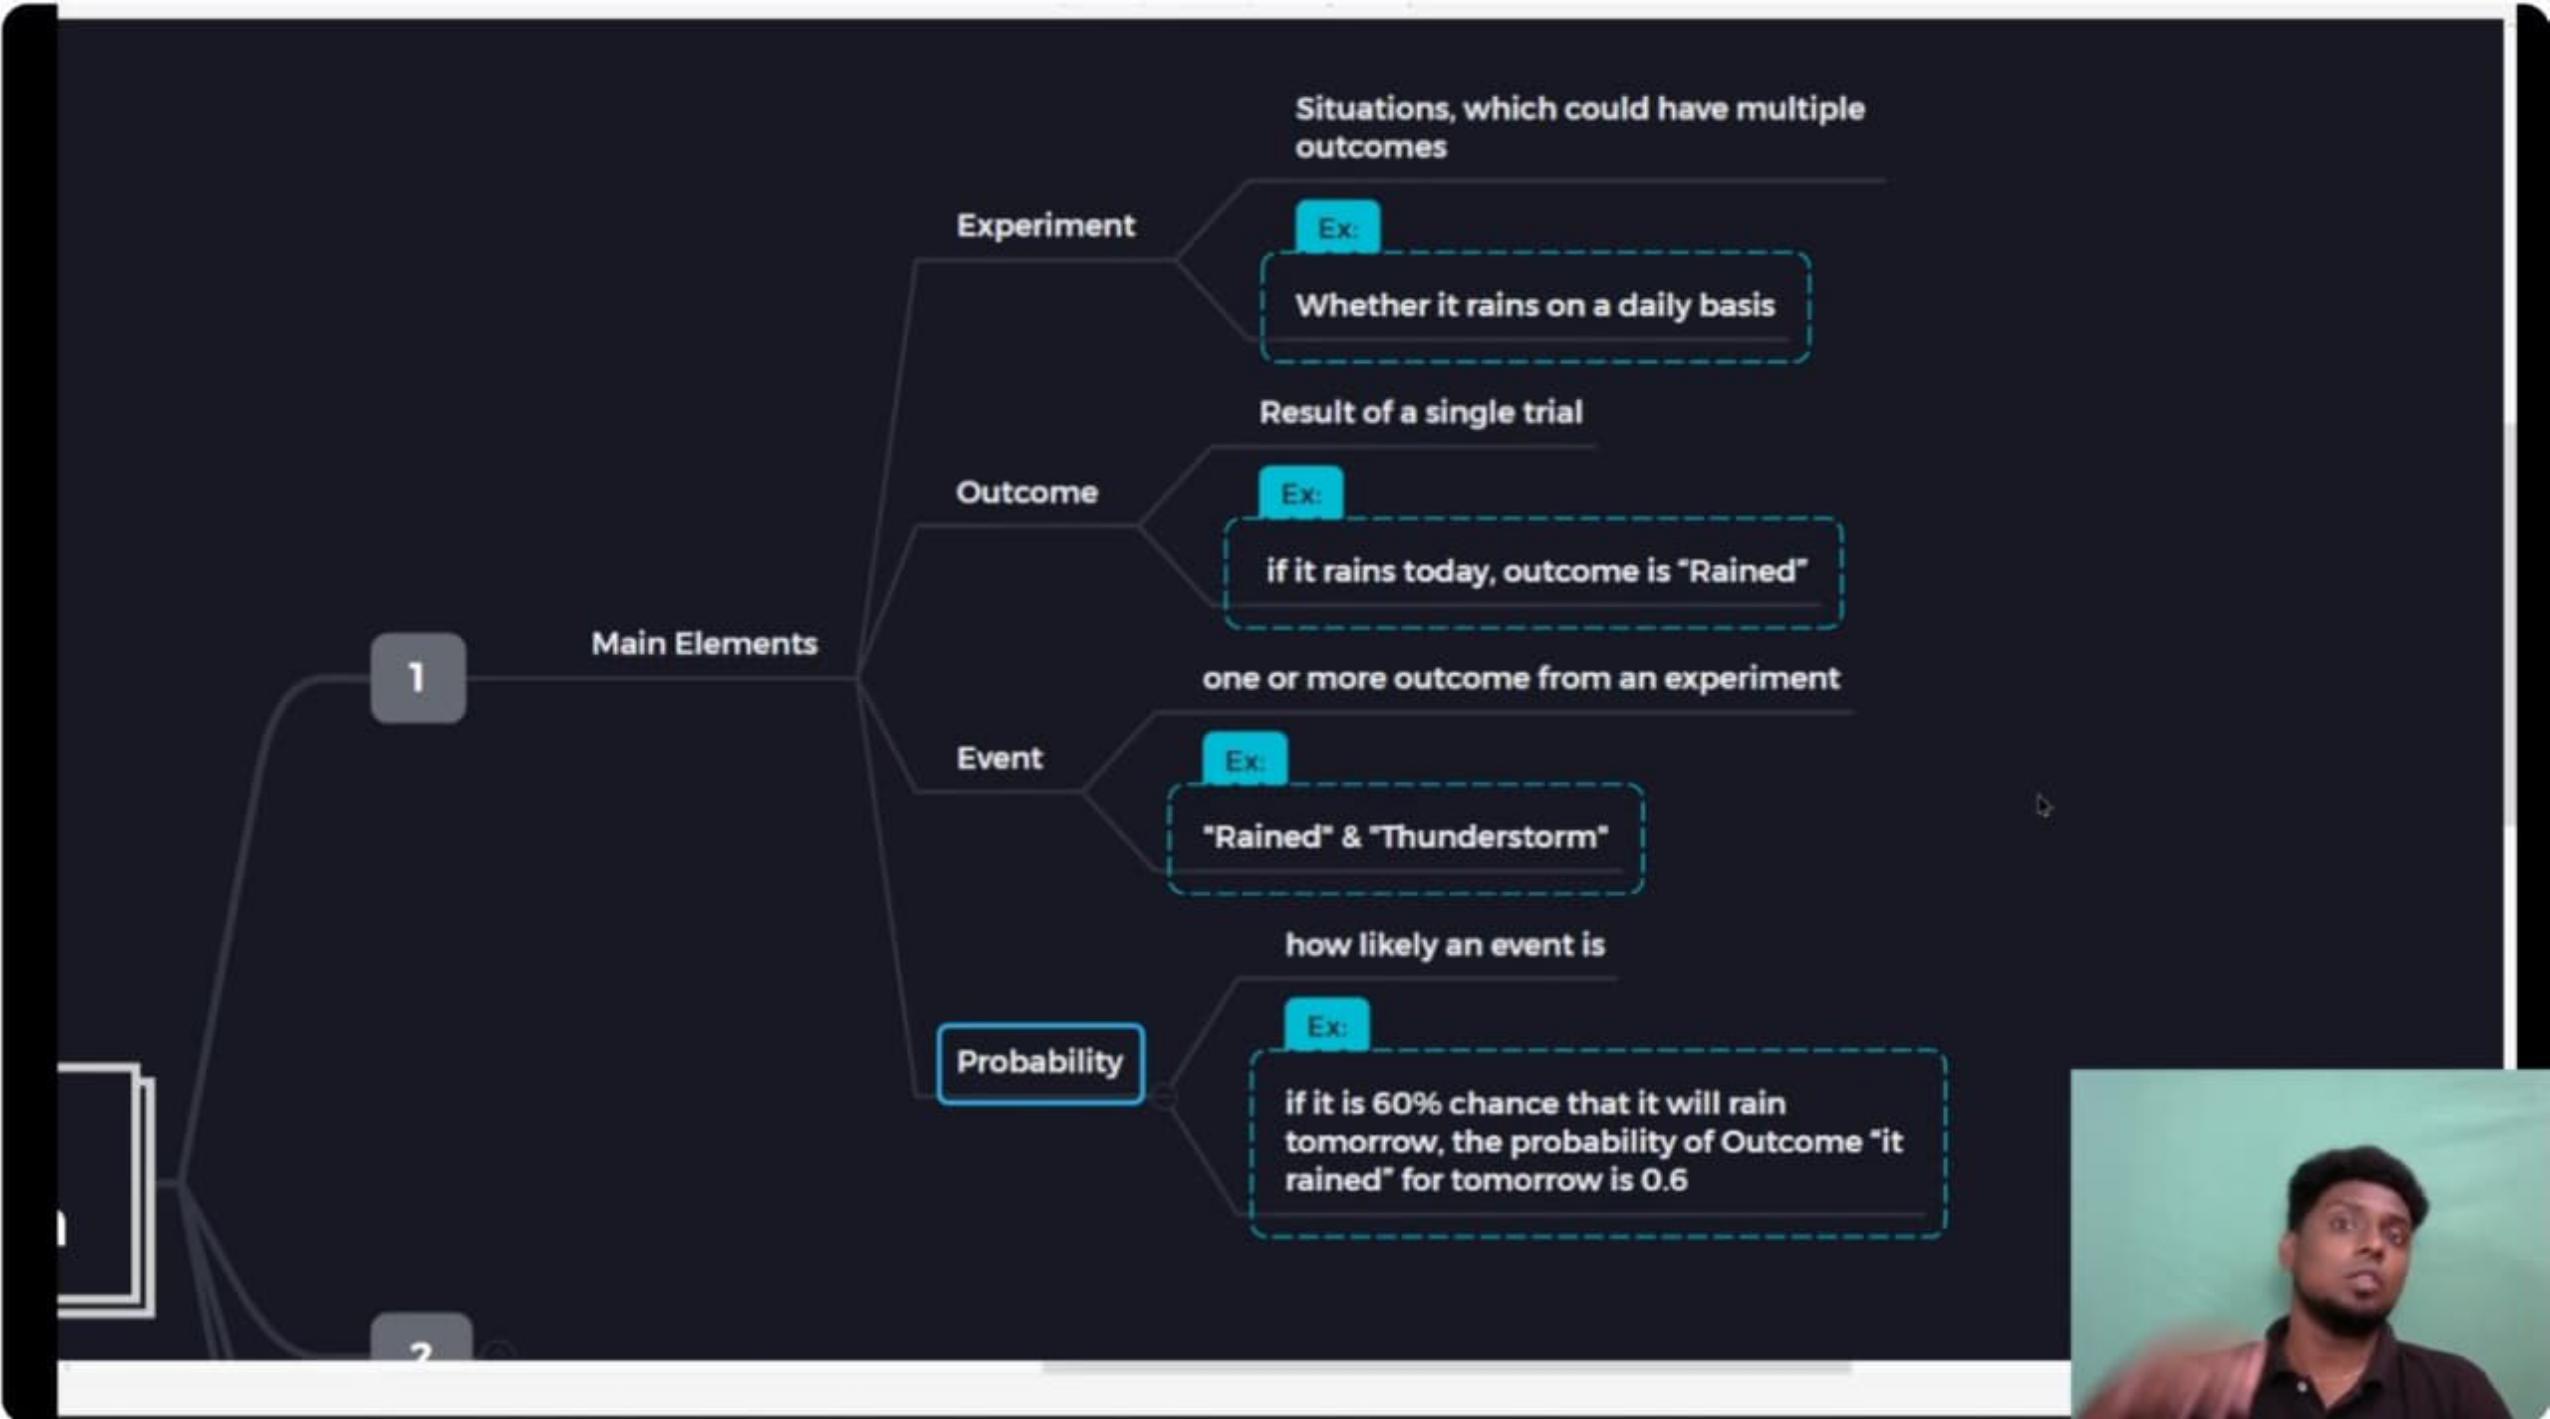 Situations, which could have multiple
outcomes
Experiment
Ex:
Whether it rains on a daily basis
Result of a single trial
Outcome
Ex:
if it rains today, outcome is “Rained”
1
Main Elements
one or more outcome from an experiment
Event
Ex:
"Rained" & "Thunderstorm"
how likely an event is
Probability
Ex:
if it is 60% chance that it will rain
tomorrow, the probability of Outcome “it
rained” for tomorrow is 0.6
2